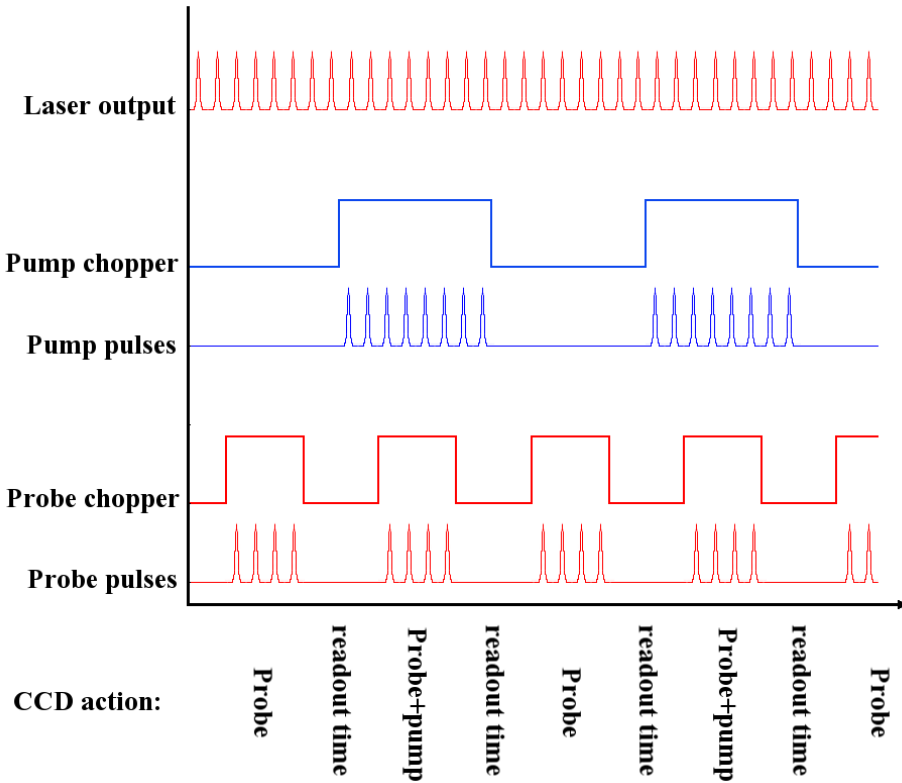 Laser output
Pump chopper
Pump pulses
Probe chopper
Probe pulses
CCD action:
Probe
readout time
Probe+pump
readout time
Probe
readout time
Probe+pump
readout time
Probe